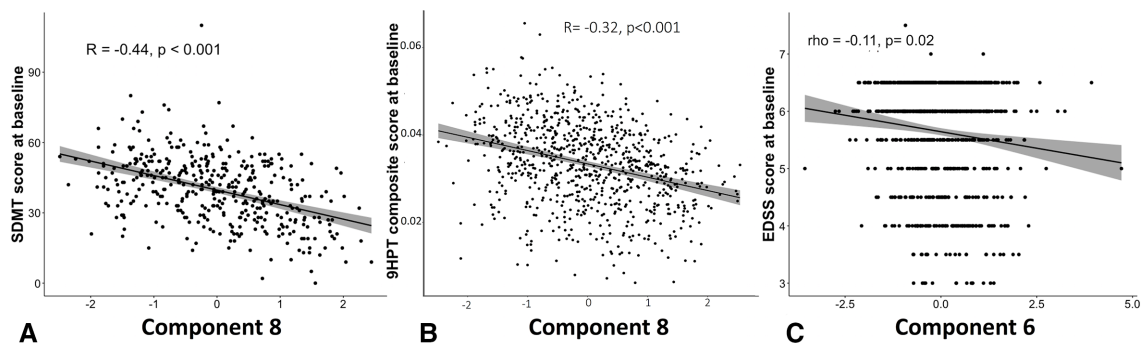 SDMT score at baseline
R = -0.44, p < 0.001
90
60
30
0
-2
-1
0
1
2
A
Component 8
9HPT composite score at baseline
R= -0.32, p<0.001
0.06
0.04
0.02
-2
-1
0
1
2
B
Component 8
EDSS score at baseline
rho = -0.11, p= 0.02
7
6
5
4
3
-2.5
0.0
2.5
5.0
C
Component 6